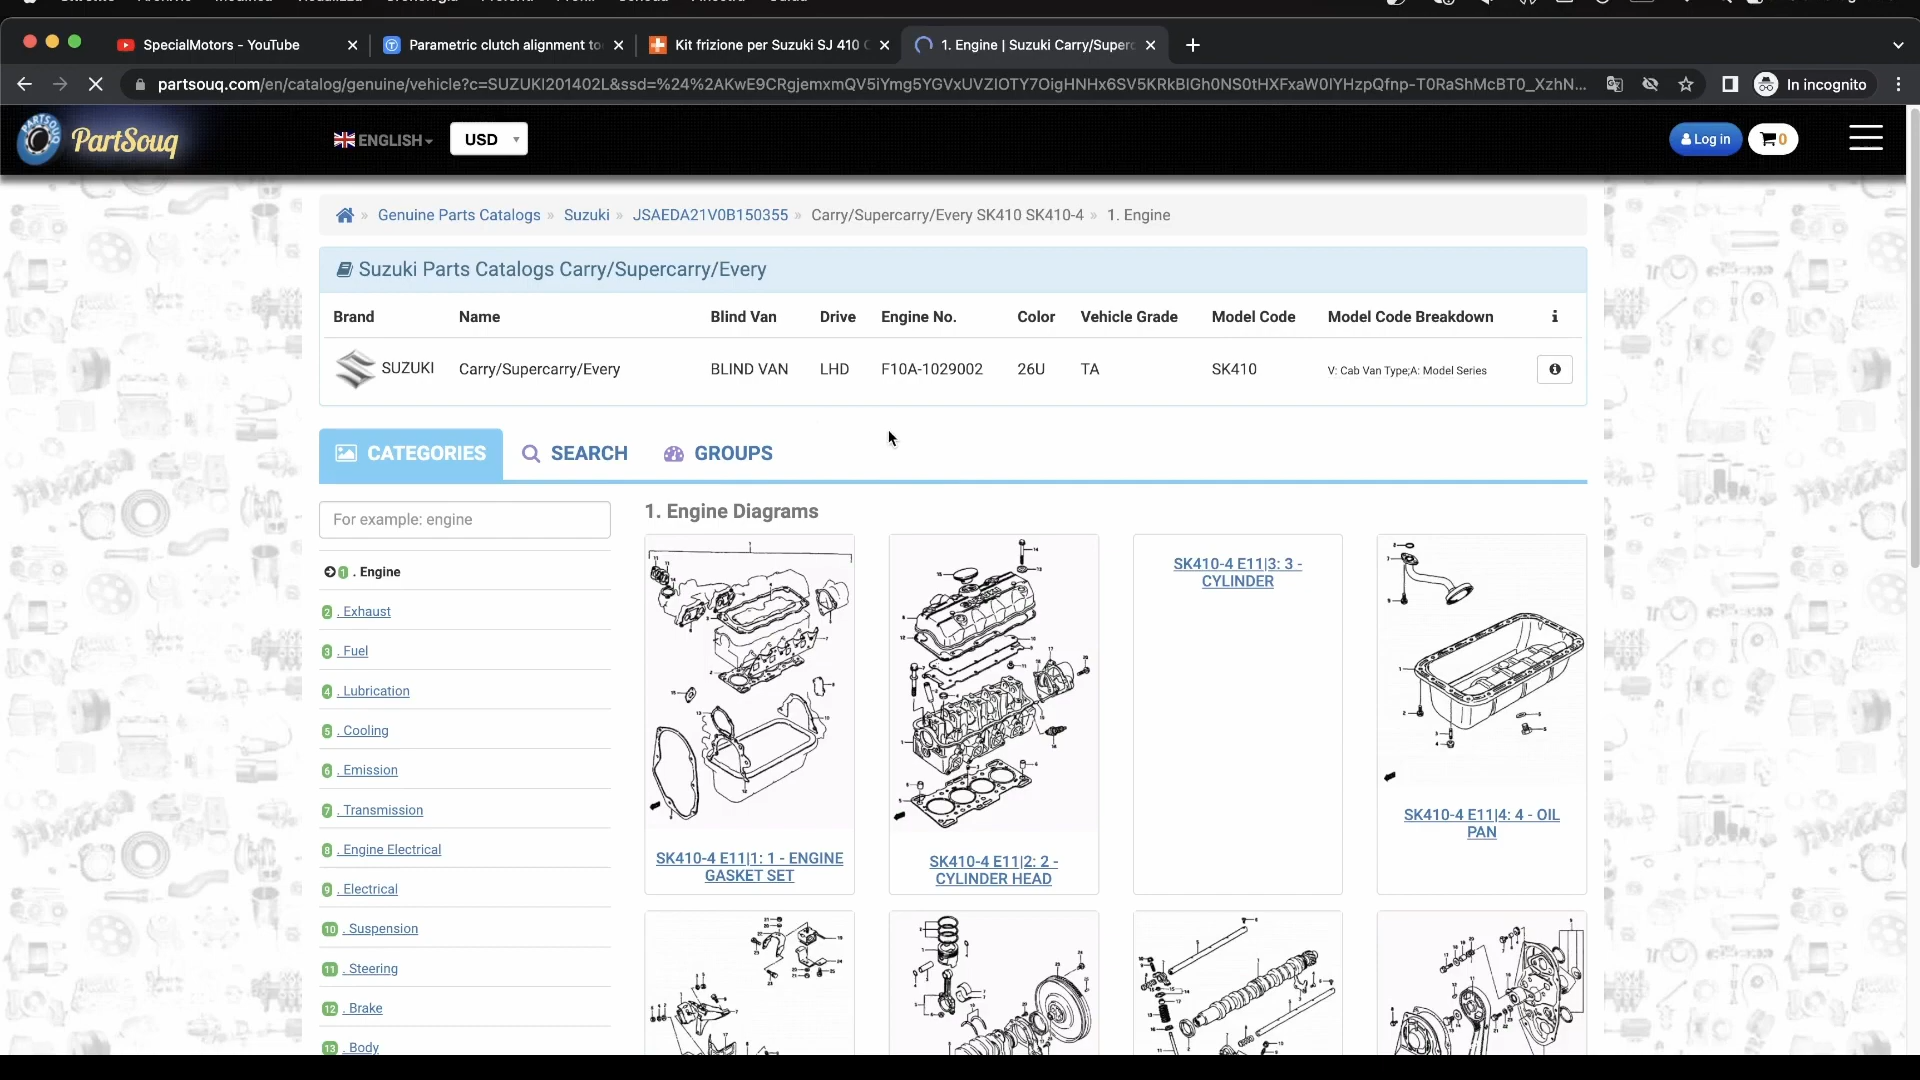 SpecialMotors - YouTube
Parametric clutch alignment to
Kit frizione per Suzuki SJ 410
1. Engine | Suzuki Carry/Super
partsouq.com/en/catalog/genuine/vehicle?c=SUZUKI201402L&ssd=%24%2AKwE9CRgjemxmQV5iYmg5YGVxUVZIOTY7OigHNHx6SV5KRkBIGh0NS0tHXFxaW0lYHzpQfnp-T0RaShMcBT0_XzhN...
In incognito
PARTSOUQ
PartSouq
ENGLISH
USD
Log in
0
» Genuine Parts Catalogs » Suzuki » JSAEDA21V0B150355 » Carry/Supercarry/Every SK410 SK410-4 » 1. Engine
Suzuki Parts Catalogs Carry/Supercarry/Every
Brand Name Blind Van Drive Engine No. Color Vehicle Grade Model Code Model Code Breakdown
SUZUKI Carry/Supercarry/Every BLIND VAN LHD F10A-1029002 26U TA SK410 V: Cab Van Type;A: Model Series
CATEGORIES SEARCH GROUPS
For example: engine
1 . Engine
2 . Exhaust
3 . Fuel
4 . Lubrication
5 . Cooling
6 . Emission
7 . Transmission
8 . Engine Electrical
9 . Electrical
10 . Suspension
11 . Steering
12 . Brake
13 . Body
1. Engine Diagrams
SK410-4 E11|1: 1 - ENGINE
GASKET SET
SK410-4 E11|2: 2 -
CYLINDER HEAD
SK410-4 E11|3: 3 -
CYLINDER
SK410-4 E11|4: 4 - OIL
PAN